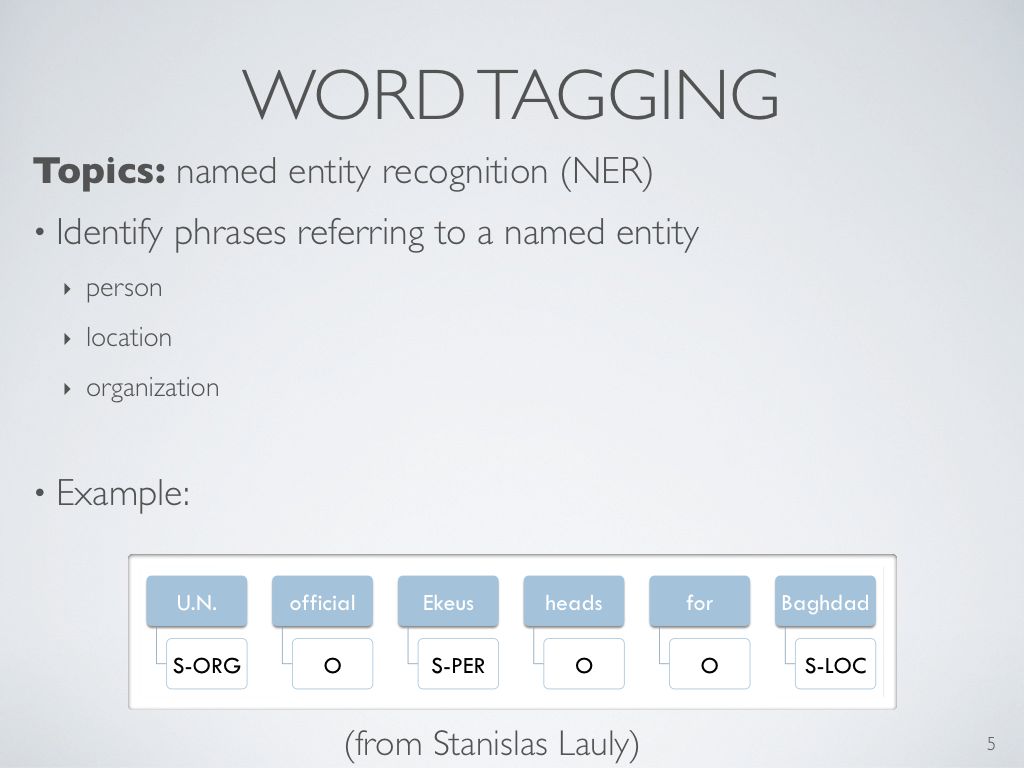 WORD TAGGING
Topics: named entity recognition (NER)
• Identify phrases referring to a named entity
‣ person
‣ location
‣ organization
• Example:
U.N. official Ekeus heads for Baghdad
S-ORG O S-PER O O S-LOC
(from Stanislas Lauly)
5